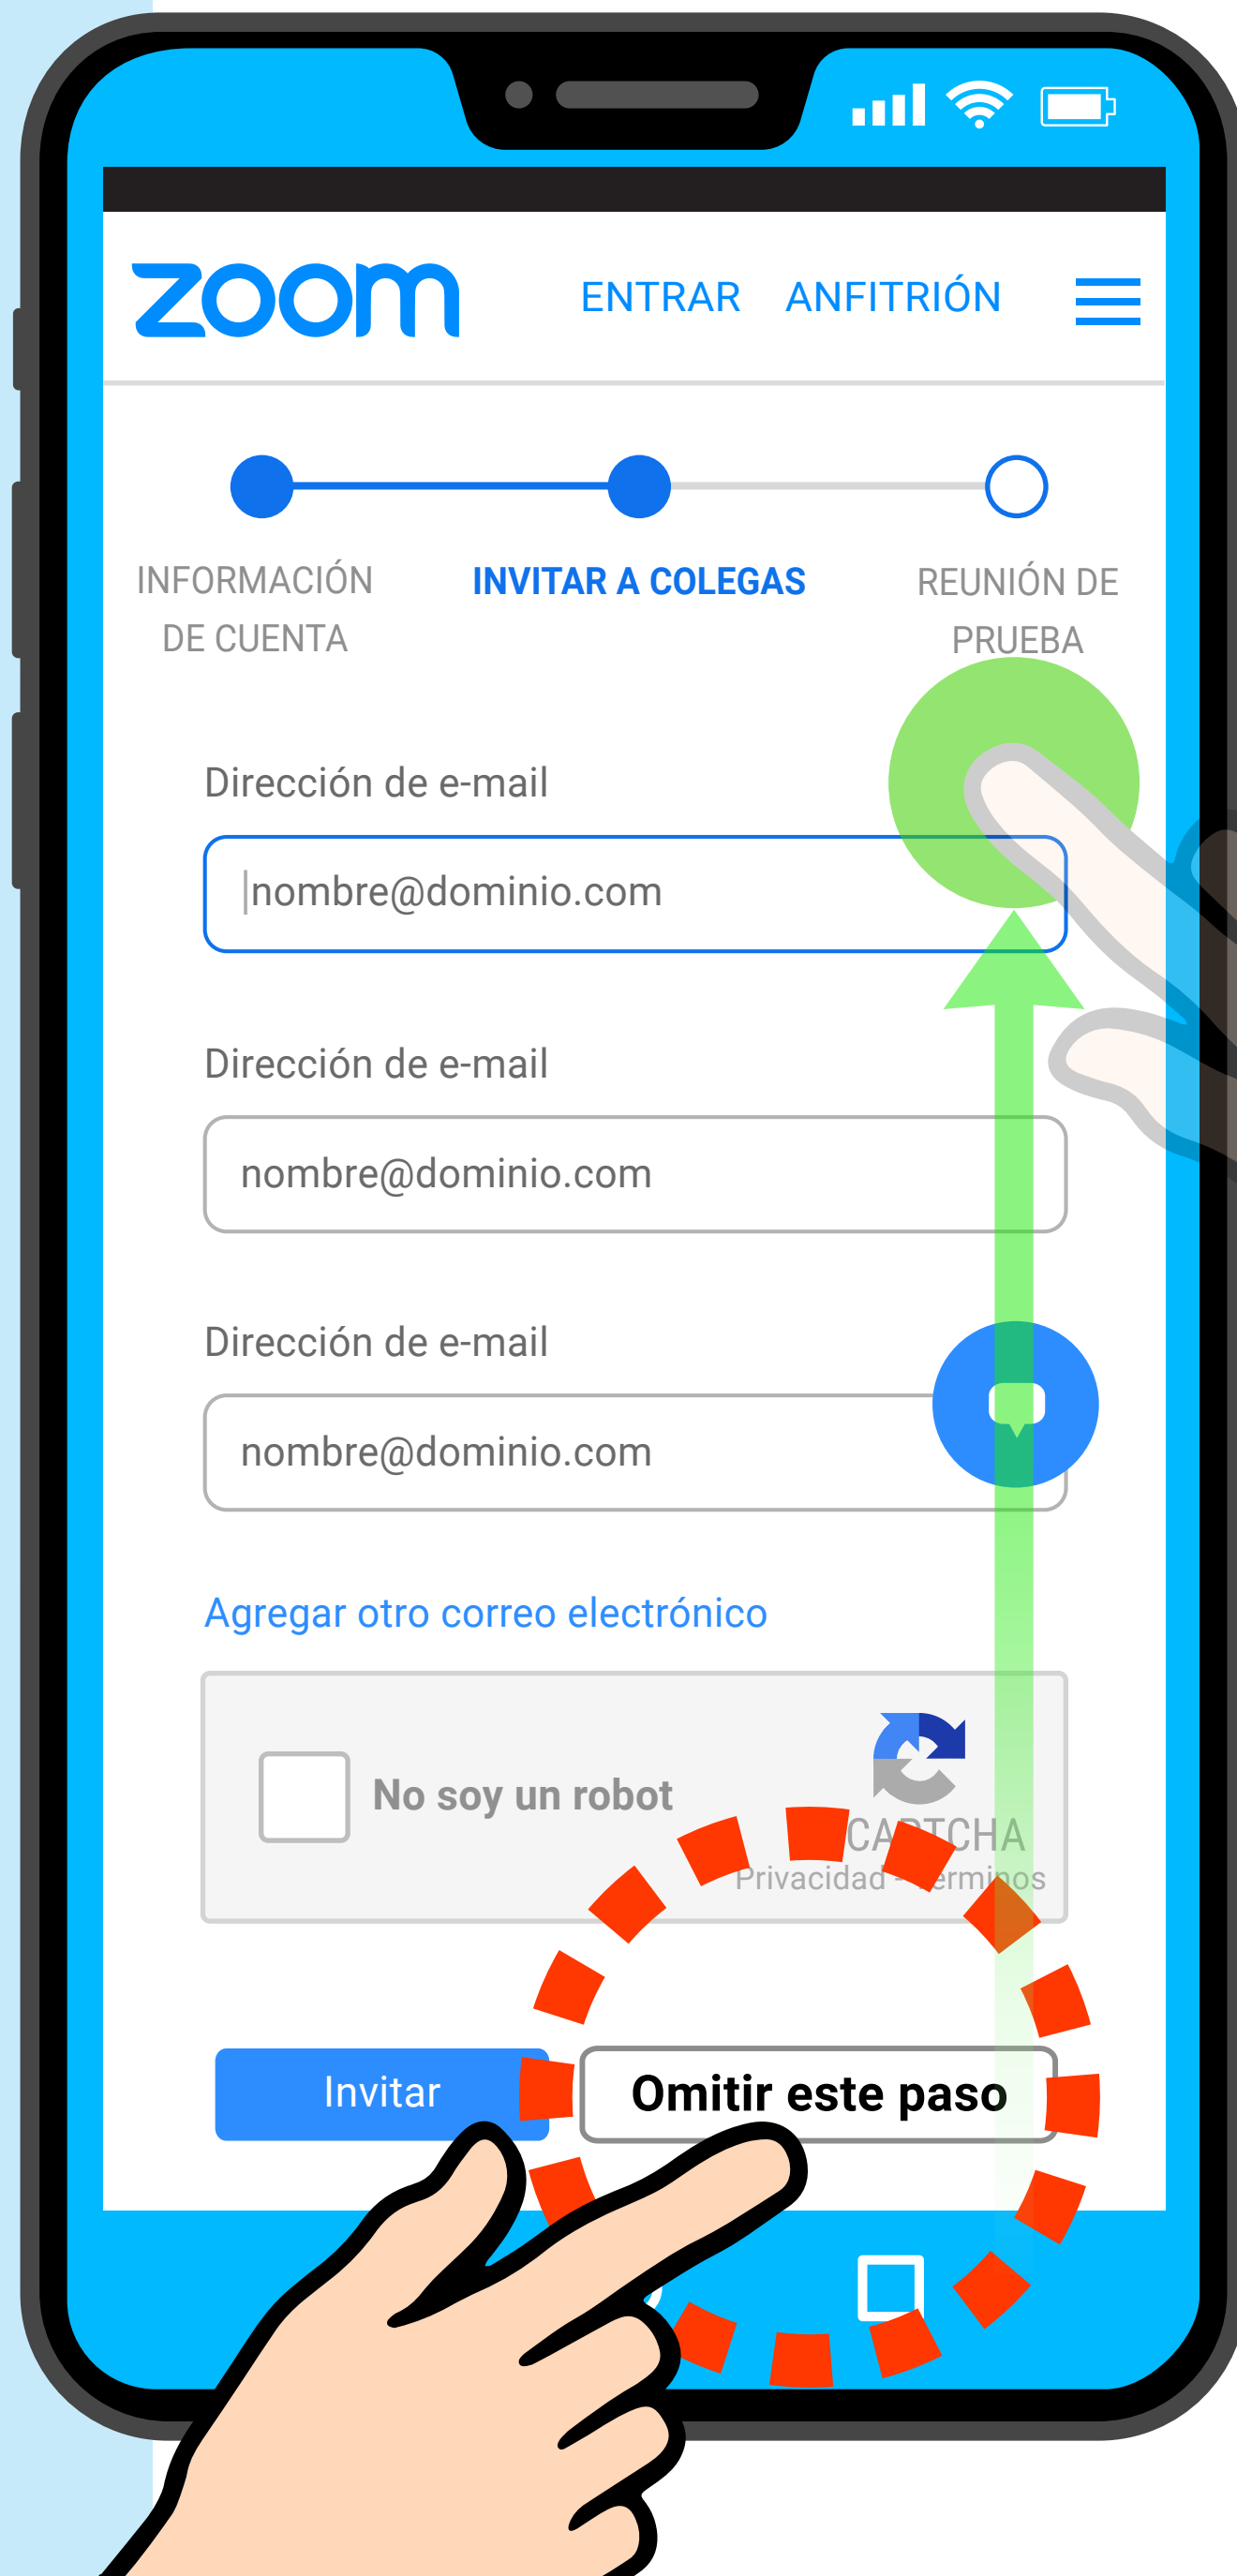 zoom ENTRAR ANFITRIÓN
INFORMACIÓN
DE CUENTA
INVITAR A COLEGAS
REUNIÓN DE
PRUEBA
Dirección de e-mail
nombre@dominio.com
Dirección de e-mail
nombre@dominio.com
Dirección de e-mail
nombre@dominio.com
Agregar otro correo electrónico
No soy un robot
CAPTCHA
Privacidad - Términos
Invitar
Omitir este paso